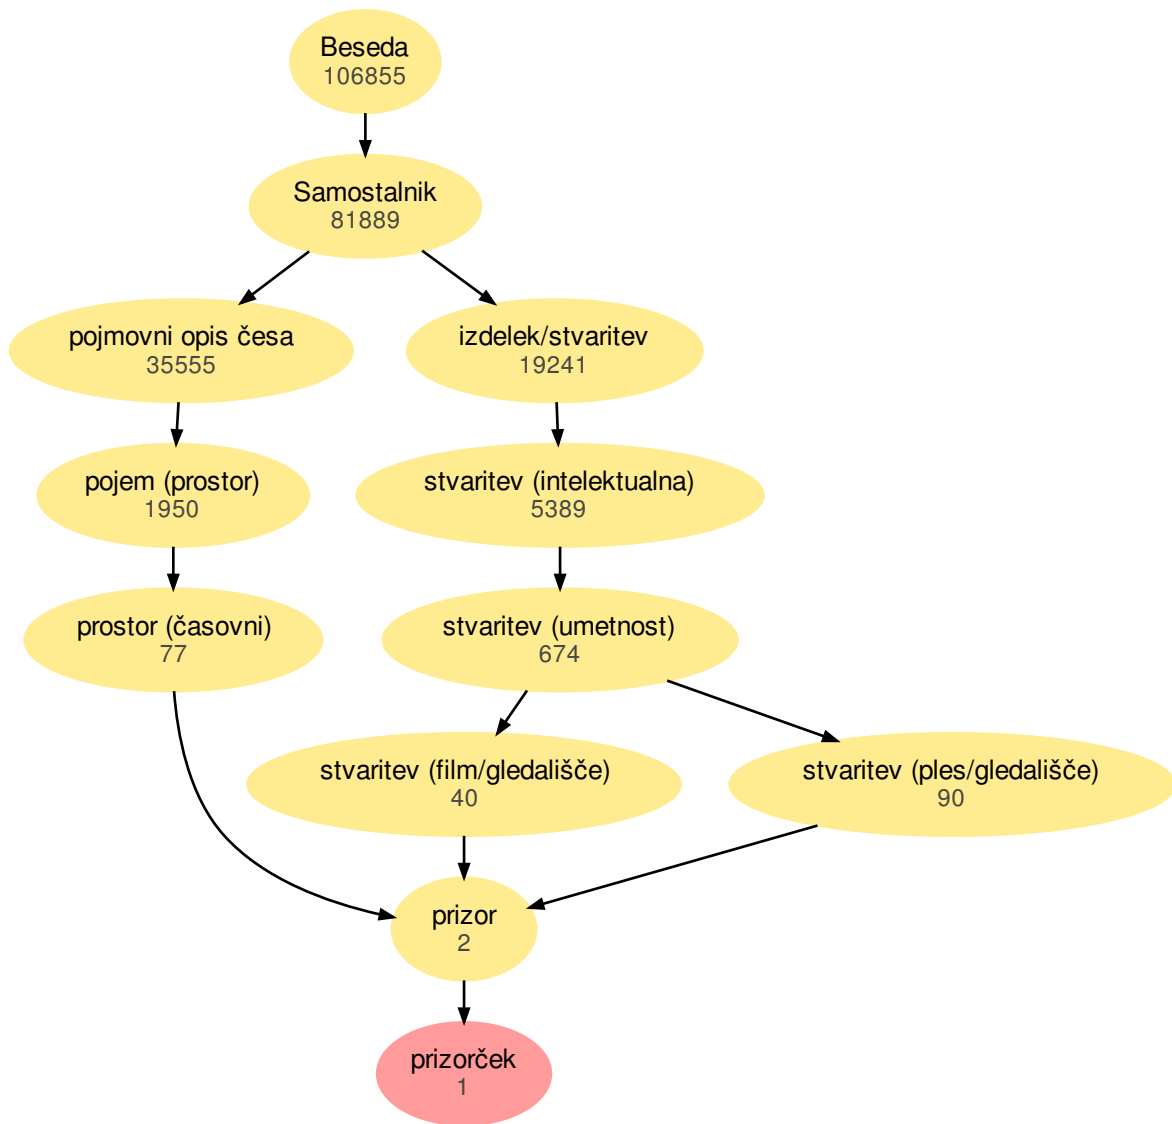 Beseda
106855
Samostalnik
81889
pojmovni opis česa
35555
izdelek/stvaritev
19241
pojem (prostor)
1950
stvaritev (intelektualna)
5389
prostor (časovni)
77
stvaritev (umetnost)
674
stvaritev (film/gledališče)
40
stvaritev (ples/gledališče)
90
prizor
2
prizorček
1